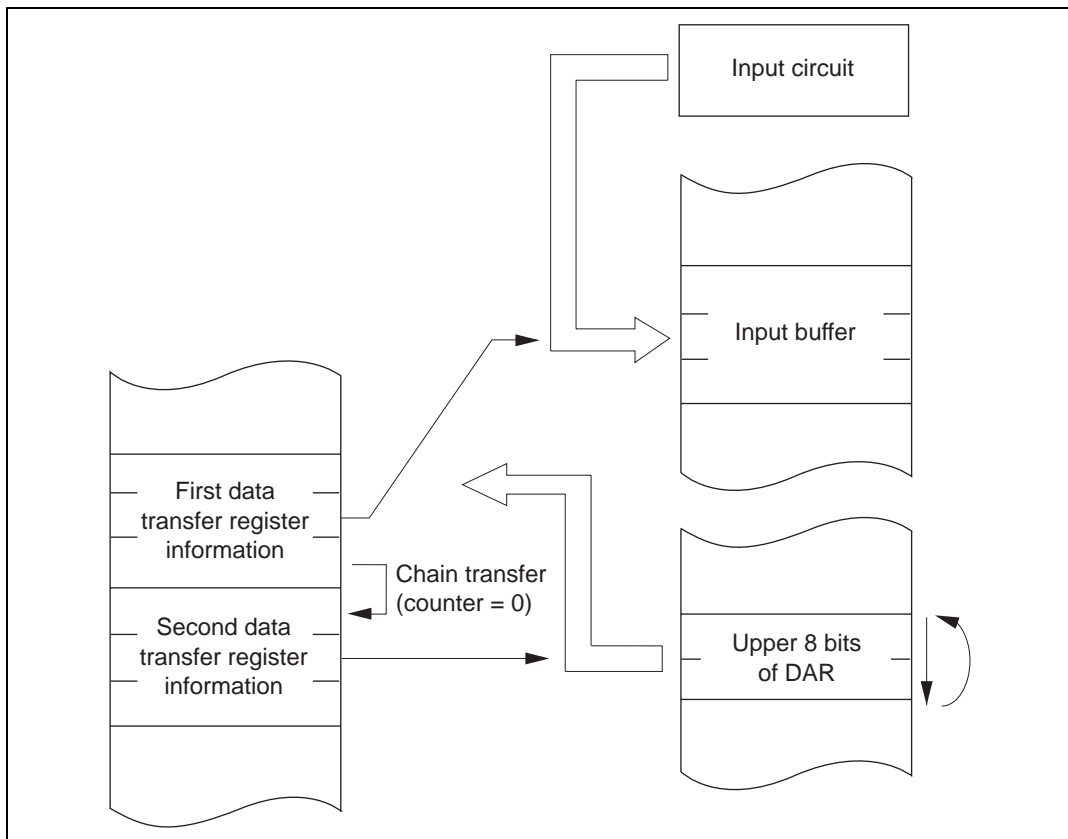 Input circuit
Input buffer
First data
transfer register
information
Chain transfer
(counter = 0)
Second data
transfer register
information
Upper 8 bits
of DAR